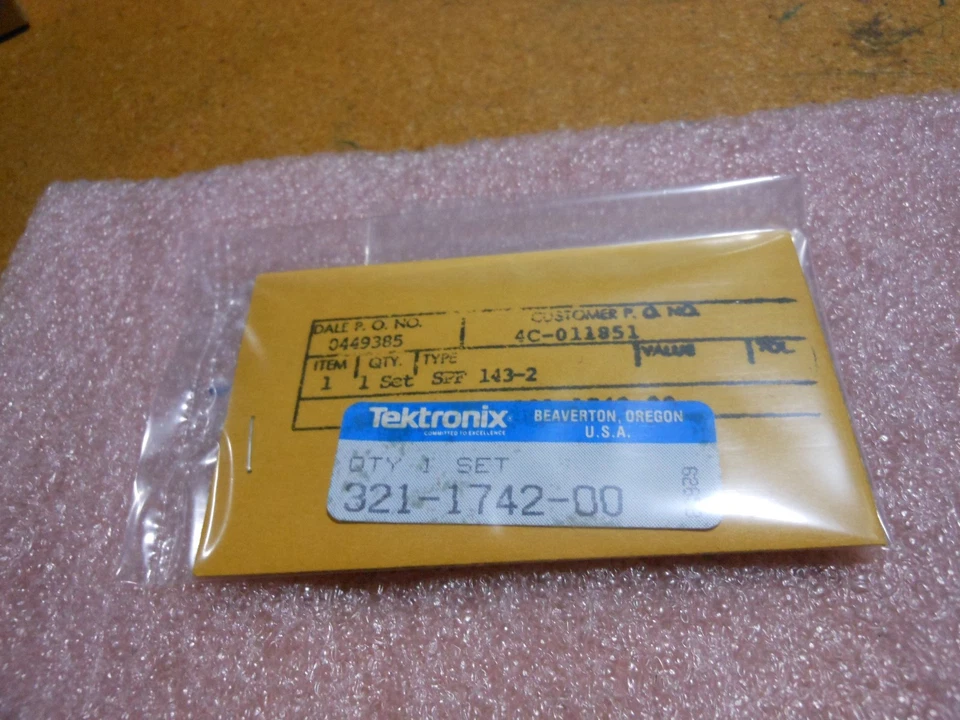 DALE P. O. NO.
CUSTOMER P. O. NO.
0449385
4C-011851
ITEM QTY. TYPE VALUE TOL.
1 1 Set SPF 143-2
Tektronix
COMMITTED TO EXCELLENCE
BEAVERTON, OREGON
U.S.A.
QTY 1 SET
321-1742-00